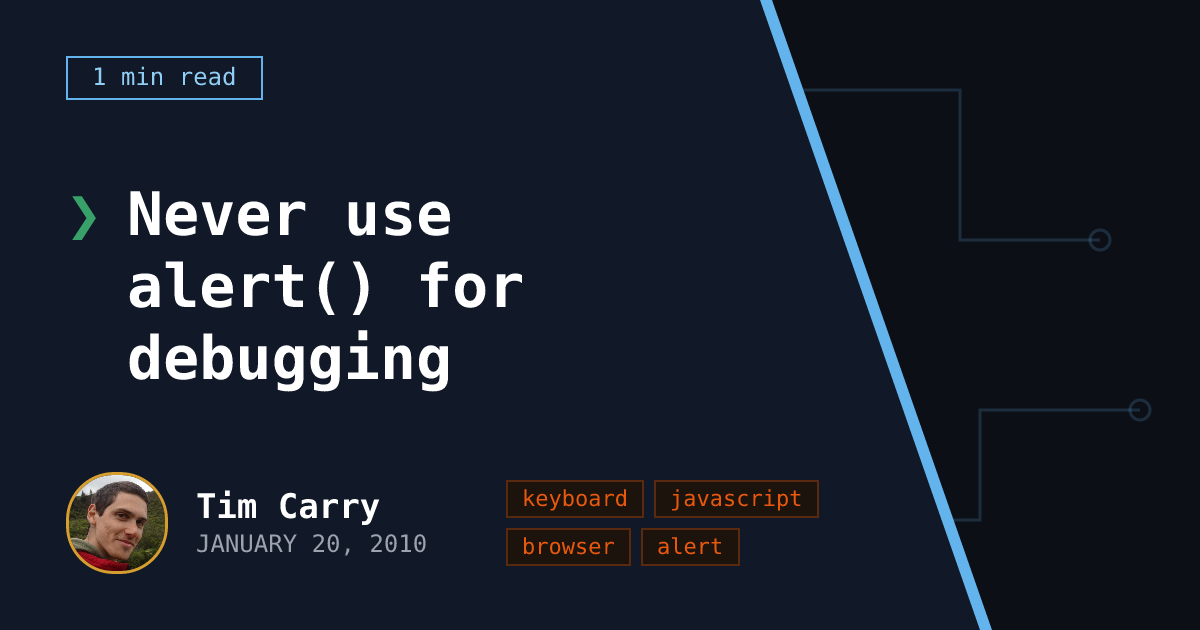 1 min read
❯ Never use
alert() for
debugging
Tim Carry
JANUARY 20, 2010
keyboard javascript
browser alert